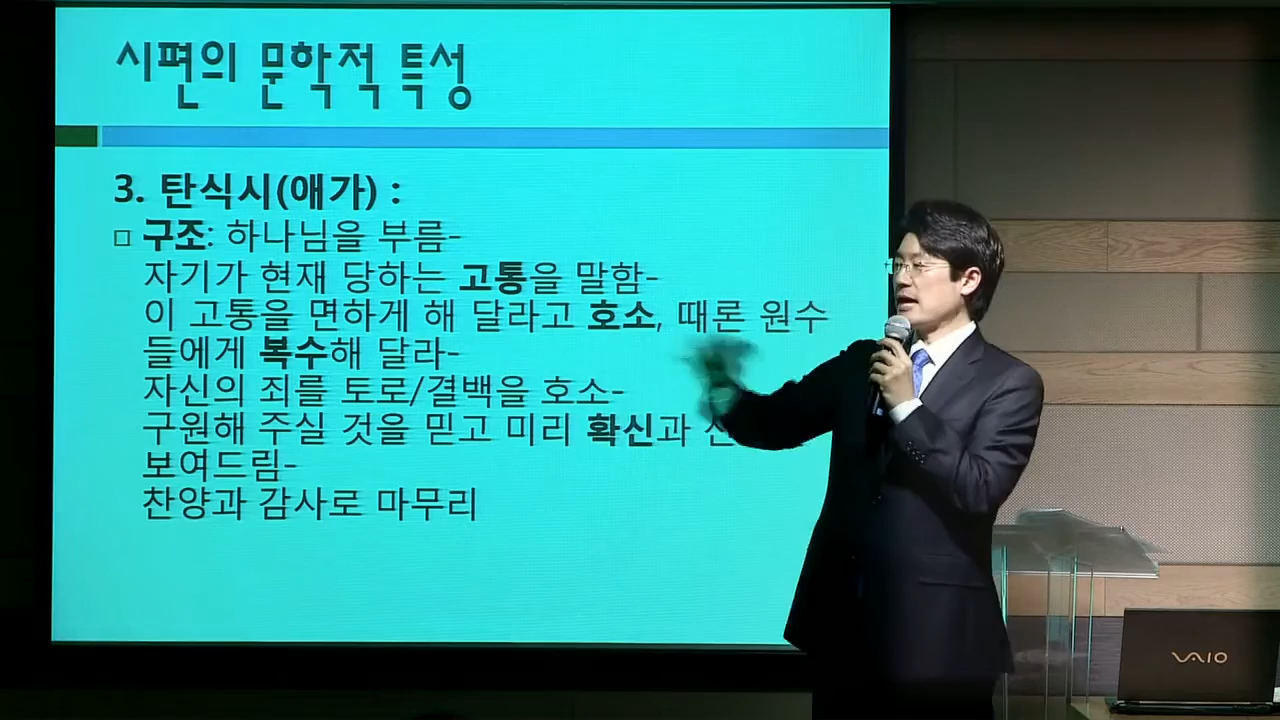 시편의 문학적 특성
3. 탄식시(애가) :
구조: 하나님을 부름-
자기가 현재 당하는 고통을 말함-
이 고통을 면하게 해 달라고 호소, 때론 원수
들에게 복수해 달라-
자신의 죄를 토로/결백을 호소-
구원해 주실 것을 믿고 미리 확신과
보여드림-
찬양과 감사로 마무리
VAIO